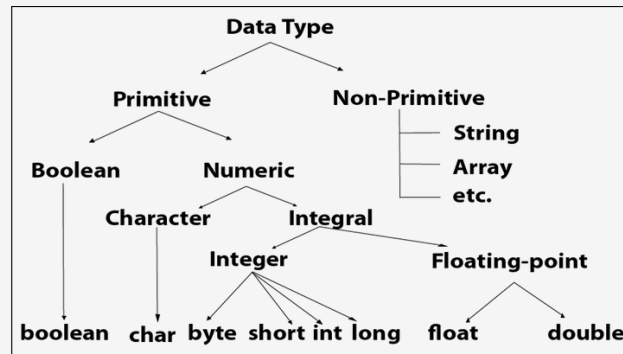 Data Type
Primitive
Non-Primitive
String
Array
etc.
Boolean
Numeric
Character
Integral
Integer
Floating-point
boolean char byte short int long float double